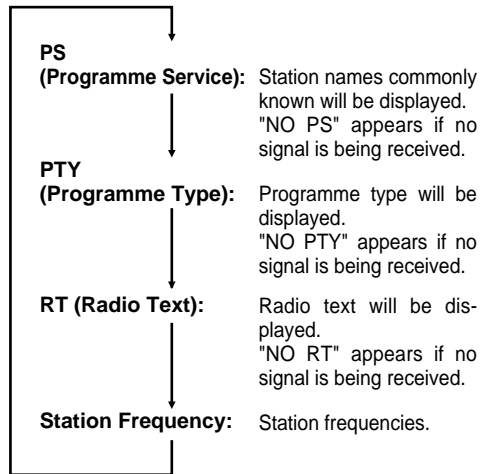 PS
(Programme Service): Station names commonly
known will be displayed.
"NO PS" appears if no
signal is being received.
PTY
(Programme Type): Programme type will be
displayed.
"NO PTY" appears if no
signal is being received.
RT (Radio Text): Radio text will be dis-
played.
"NO RT" appears if no
signal is being received.
Station Frequency: Station frequencies.